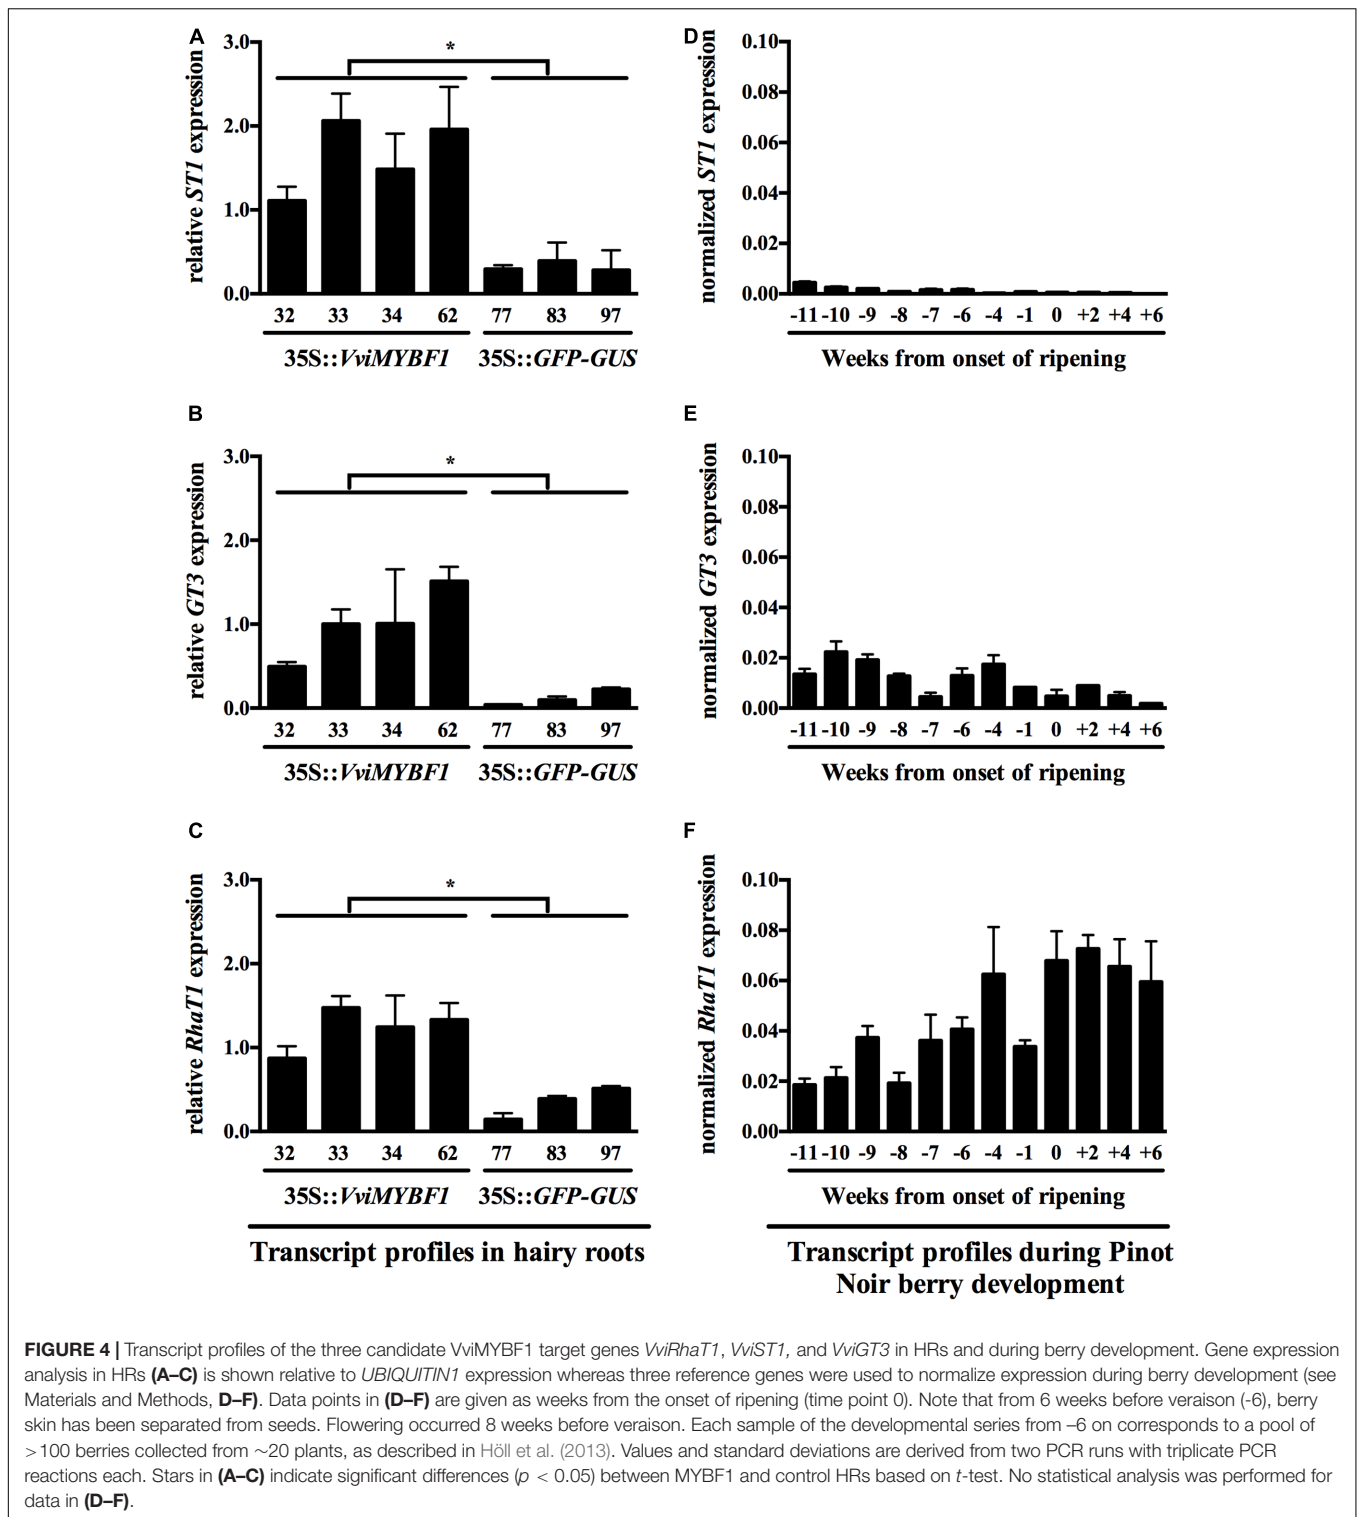 A
relative ST1 expression
3.0
2.0
1.0
0.0
*
32 33 34 62 77 83 97
35S::VviMYBF1 35S::GFP-GUS
D
normalized ST1 expression
0.10
0.08
0.06
0.04
0.02
0.00
-11 -10 -9 -8 -7 -6 -4 -1 0 +2 +4 +6
Weeks from onset of ripening
B
relative GT3 expression
3.0
2.0
1.0
0.0
*
32 33 34 62 77 83 97
35S::VviMYBF1 35S::GFP-GUS
E
normalized GT3 expression
0.10
0.08
0.06
0.04
0.02
0.00
-11 -10 -9 -8 -7 -6 -4 -1 0 +2 +4 +6
Weeks from onset of ripening
C
relative RhaT1 expression
3.0
2.0
1.0
0.0
*
32 33 34 62 77 83 97
35S::VviMYBF1 35S::GFP-GUS
Transcript profiles in hairy roots
F
normalized RhaT1 expression
0.10
0.08
0.06
0.04
0.02
0.00
-11 -10 -9 -8 -7 -6 -4 -1 0 +2 +4 +6
Weeks from onset of ripening
Transcript profiles during Pinot
Noir berry development
FIGURE 4 | Transcript profiles of the three candidate VviMYBF1 target genes VviRhaT1, VviST1, and VviGT3 in HRs and during berry development. Gene expression
analysis in HRs (A–C) is shown relative to UBIQUITIN1 expression whereas three reference genes were used to normalize expression during berry development (see
Materials and Methods, D–F). Data points in (D–F) are given as weeks from the onset of ripening (time point 0). Note that from 6 weeks before veraison (-6), berry
skin has been separated from seeds. Flowering occurred 8 weeks before veraison. Each sample of the developmental series from –6 on corresponds to a pool of
>100 berries collected from ∼20 plants, as described in Höll et al. (2013). Values and standard deviations are derived from two PCR runs with triplicate PCR
reactions each. Stars in (A–C) indicate significant differences (p < 0.05) between MYBF1 and control HRs based on t-test. No statistical analysis was performed for
data in (D–F).